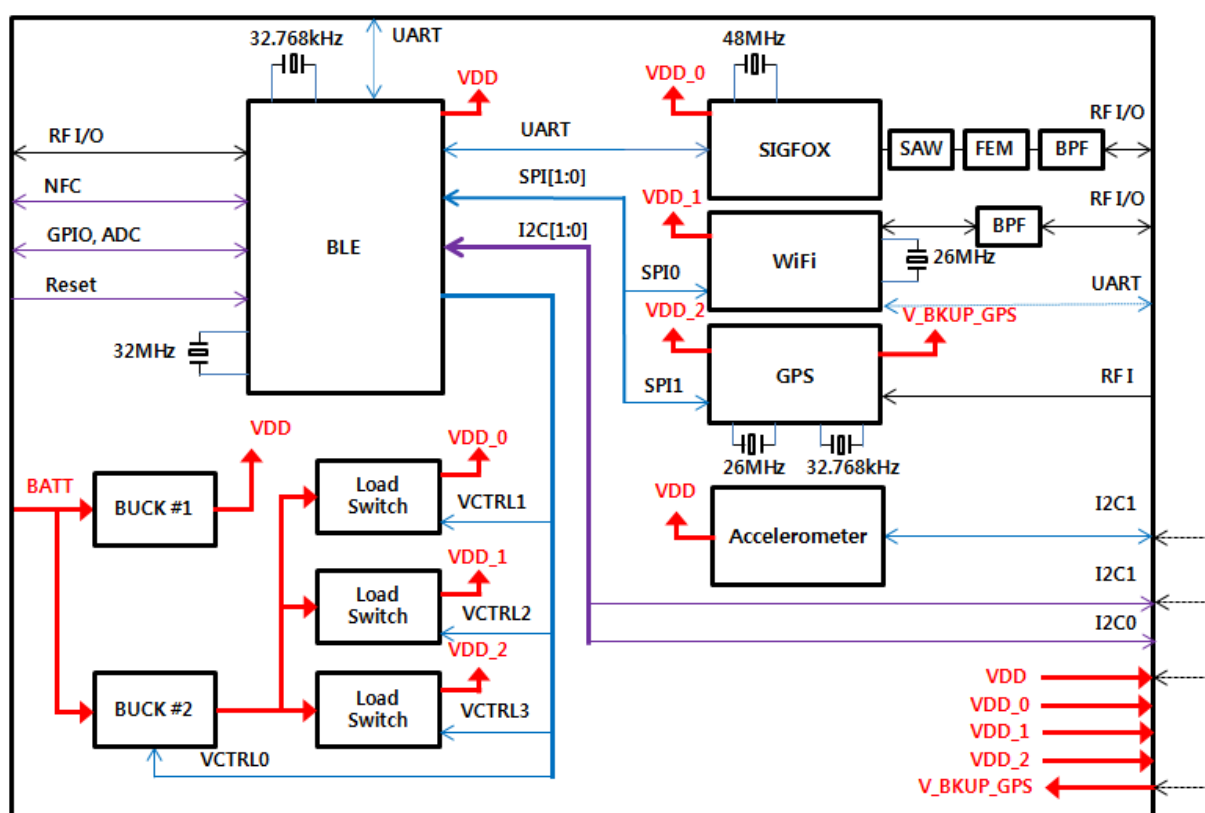 32.768kHz
UART
48MHz
VDD
VDD_0
RF I/O
UART
SIGFOX
SAW
FEM
BPF
RF I/O
NFC
SPI[1:0]
VDD_1
RF I/O
GPIO, ADC
BLE
I2C[1:0]
WiFi
BPF
26MHz
Reset
SPI0
UART
VDD_2
V_BKUP_GPS
32MHz
GPS
SPI1
RF I
26MHz
32.768kHz
VDD
VDD_0
BATT
BUCK #1
Load
Switch
VCTRL1
VDD
Accelerometer
I2C1
VDD_1
Load
Switch
VCTRL2
I2C1
I2C0
VDD_2
BUCK #2
Load
Switch
VCTRL3
VCTRL0
VDD
VDD_0
VDD_1
VDD_2
V_BKUP_GPS